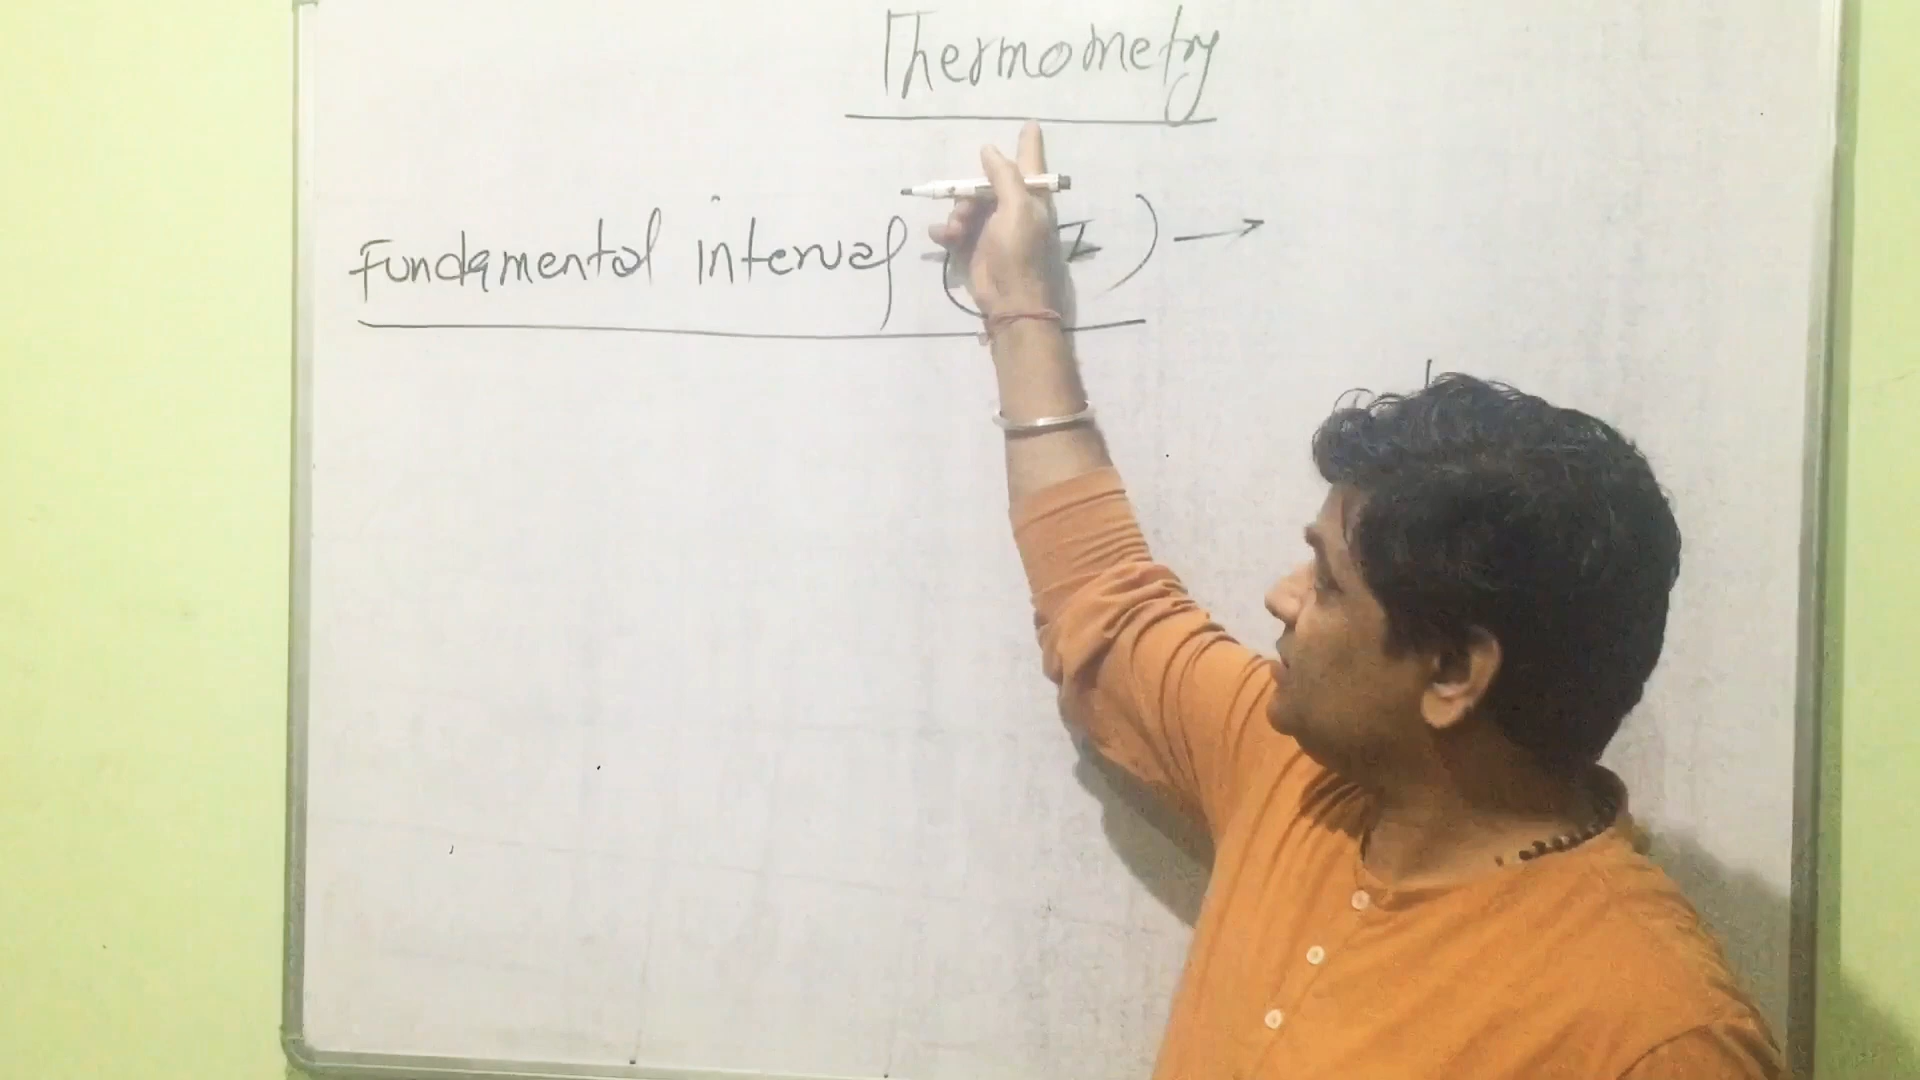 Thermometry
Fundamental interval ( I ) →